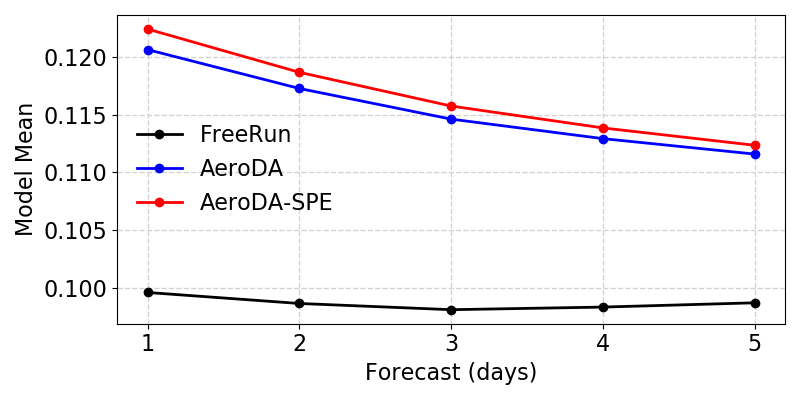 Model Mean
0.120
0.115
0.110
0.105
0.100
FreeRun
AeroDA
AeroDA-SPE
1 2 3 4 5
Forecast (days)